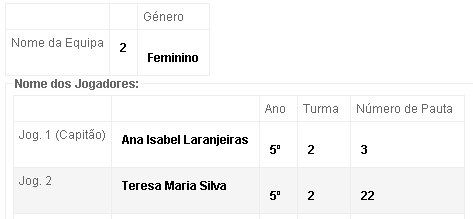 Género
Nome da Equipa 2 Feminino
Nome dos Jogadores:
Ano Turma Número de Pauta
Jog. 1 (Capitão) Ana Isabel Laranjeiras 5º 2 3
Jog. 2 Teresa Maria Silva 5º 2 22